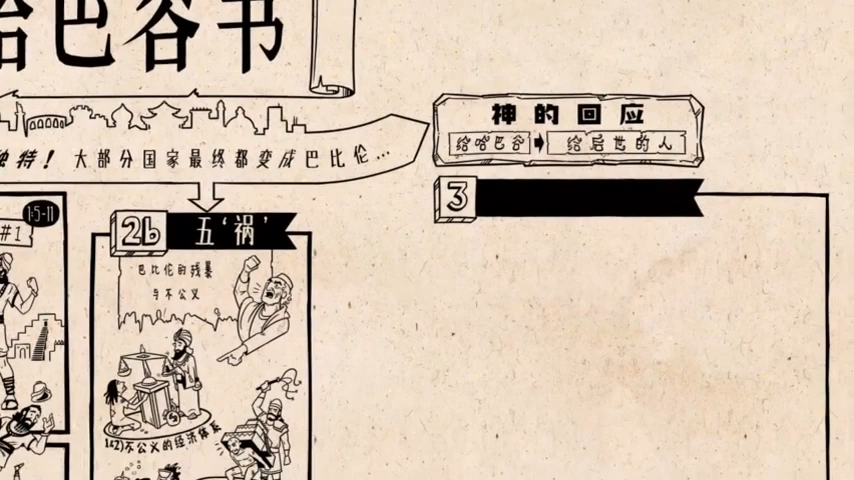 哈巴谷书
神的回应
给哈巴谷
给后世的人
独特！大部分国家最终都变成巴比伦…
3
1:5-11
#1
2b 五‘祸’
巴比伦的残暴
与不公义
1&2)不公义的经济体系